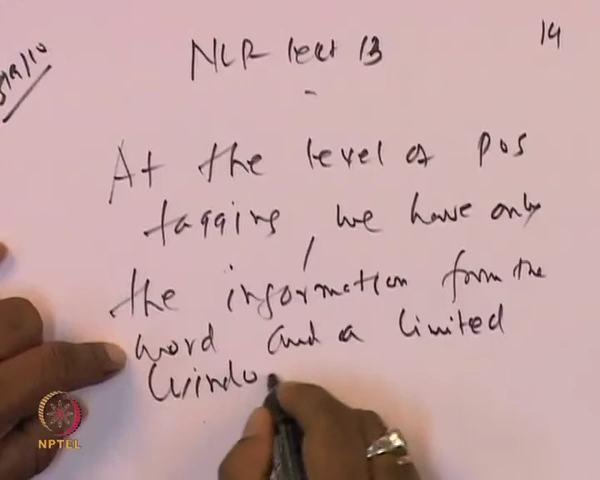 NLP lect 13
14
At the level of POS
tagging, we have only
the information form the
word and a limited
windo
NPTEL